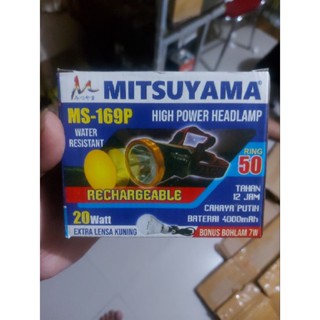 MITSUYAMA
MS-169P
HIGH POWER HEADLAMP
WATER
RESISTANT
RING
50
RECHARGEABLE
TAHAN
12 JAM
CAHAYA PUTIH
BATERAI 4000mAh
20Watt
EXTRA LENSA KUNING
BONUS BOHLAM 7W